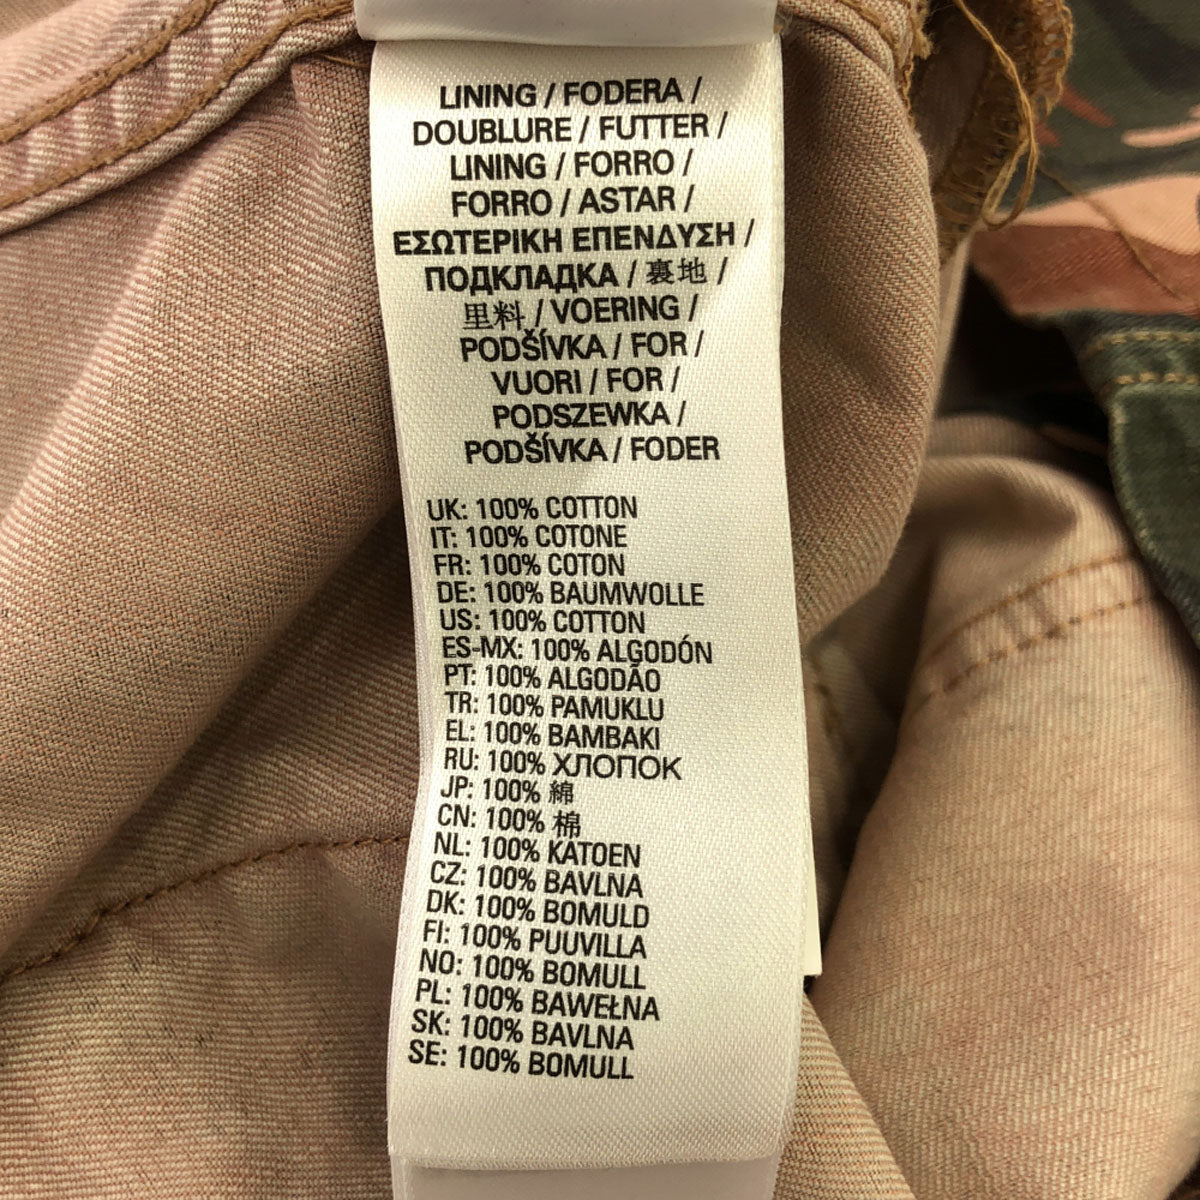 LINING / FODERA /
DOUBLURE / FUTTER /
LINING / FORRO /
FORRO / ASTAR /
ΕΣΩΤΕΡΙΚΗ ΕΠΕΝΔΥΣΗ /
ПОДКЛАДКА / 裏地 /
里料 / VOERING /
PODŠÍVKA / FOR /
VUORI / FOR /
PODSZEWKA /
PODŠÍVKA / FODER
UK: 100% COTTON
IT: 100% COTONE
FR: 100% COTON
DE: 100% BAUMWOLLE
US: 100% COTTON
ES-MX: 100% ALGODÓN
PT: 100% ALGODÃO
TR: 100% PAMUKLU
EL: 100% BAMBAKI
RU: 100% ХЛОПОК
JP: 100% 綿
CN: 100% 棉
NL: 100% KATOEN
CZ: 100% BAVLNA
DK: 100% BOMULD
FI: 100% PUUVILLA
NO: 100% BOMULL
PL: 100% BAWEŁNA
SK: 100% BAVLNA
SE: 100% BOMULL